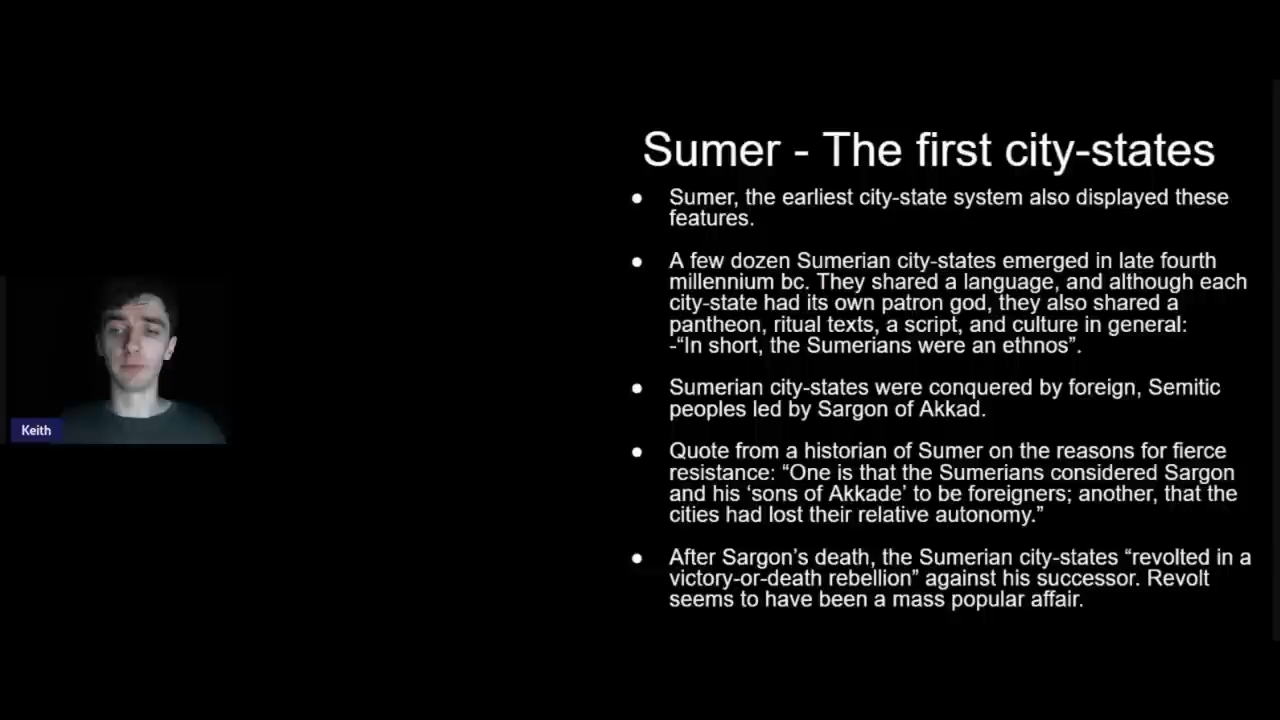 Sumer - The first city-states
● Sumer, the earliest city-state system also displayed these
features.
● A few dozen Sumerian city-states emerged in late fourth
millennium bc. They shared a language, and although each
city-state had its own patron god, they also shared a
pantheon, ritual texts, a script, and culture in general:
-“In short, the Sumerians were an ethnos”.
● Sumerian city-states were conquered by foreign, Semitic
peoples led by Sargon of Akkad.
● Quote from a historian of Sumer on the reasons for fierce
resistance: “One is that the Sumerians considered Sargon
and his ‘sons of Akkade’ to be foreigners; another, that the
cities had lost their relative autonomy.”
● After Sargon’s death, the Sumerian city-states “revolted in a
victory-or-death rebellion” against his successor. Revolt
seems to have been a mass popular affair.
Keith